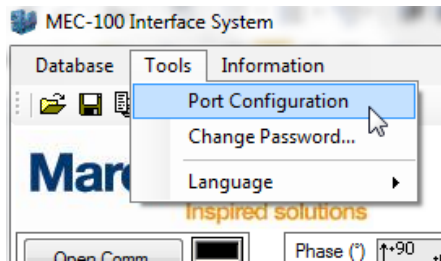 MEC-100 Interface System
Database Tools Information
Port Configuration
Change Password...
Language
Inspired solutions
Open Comm
Phase (°) +90